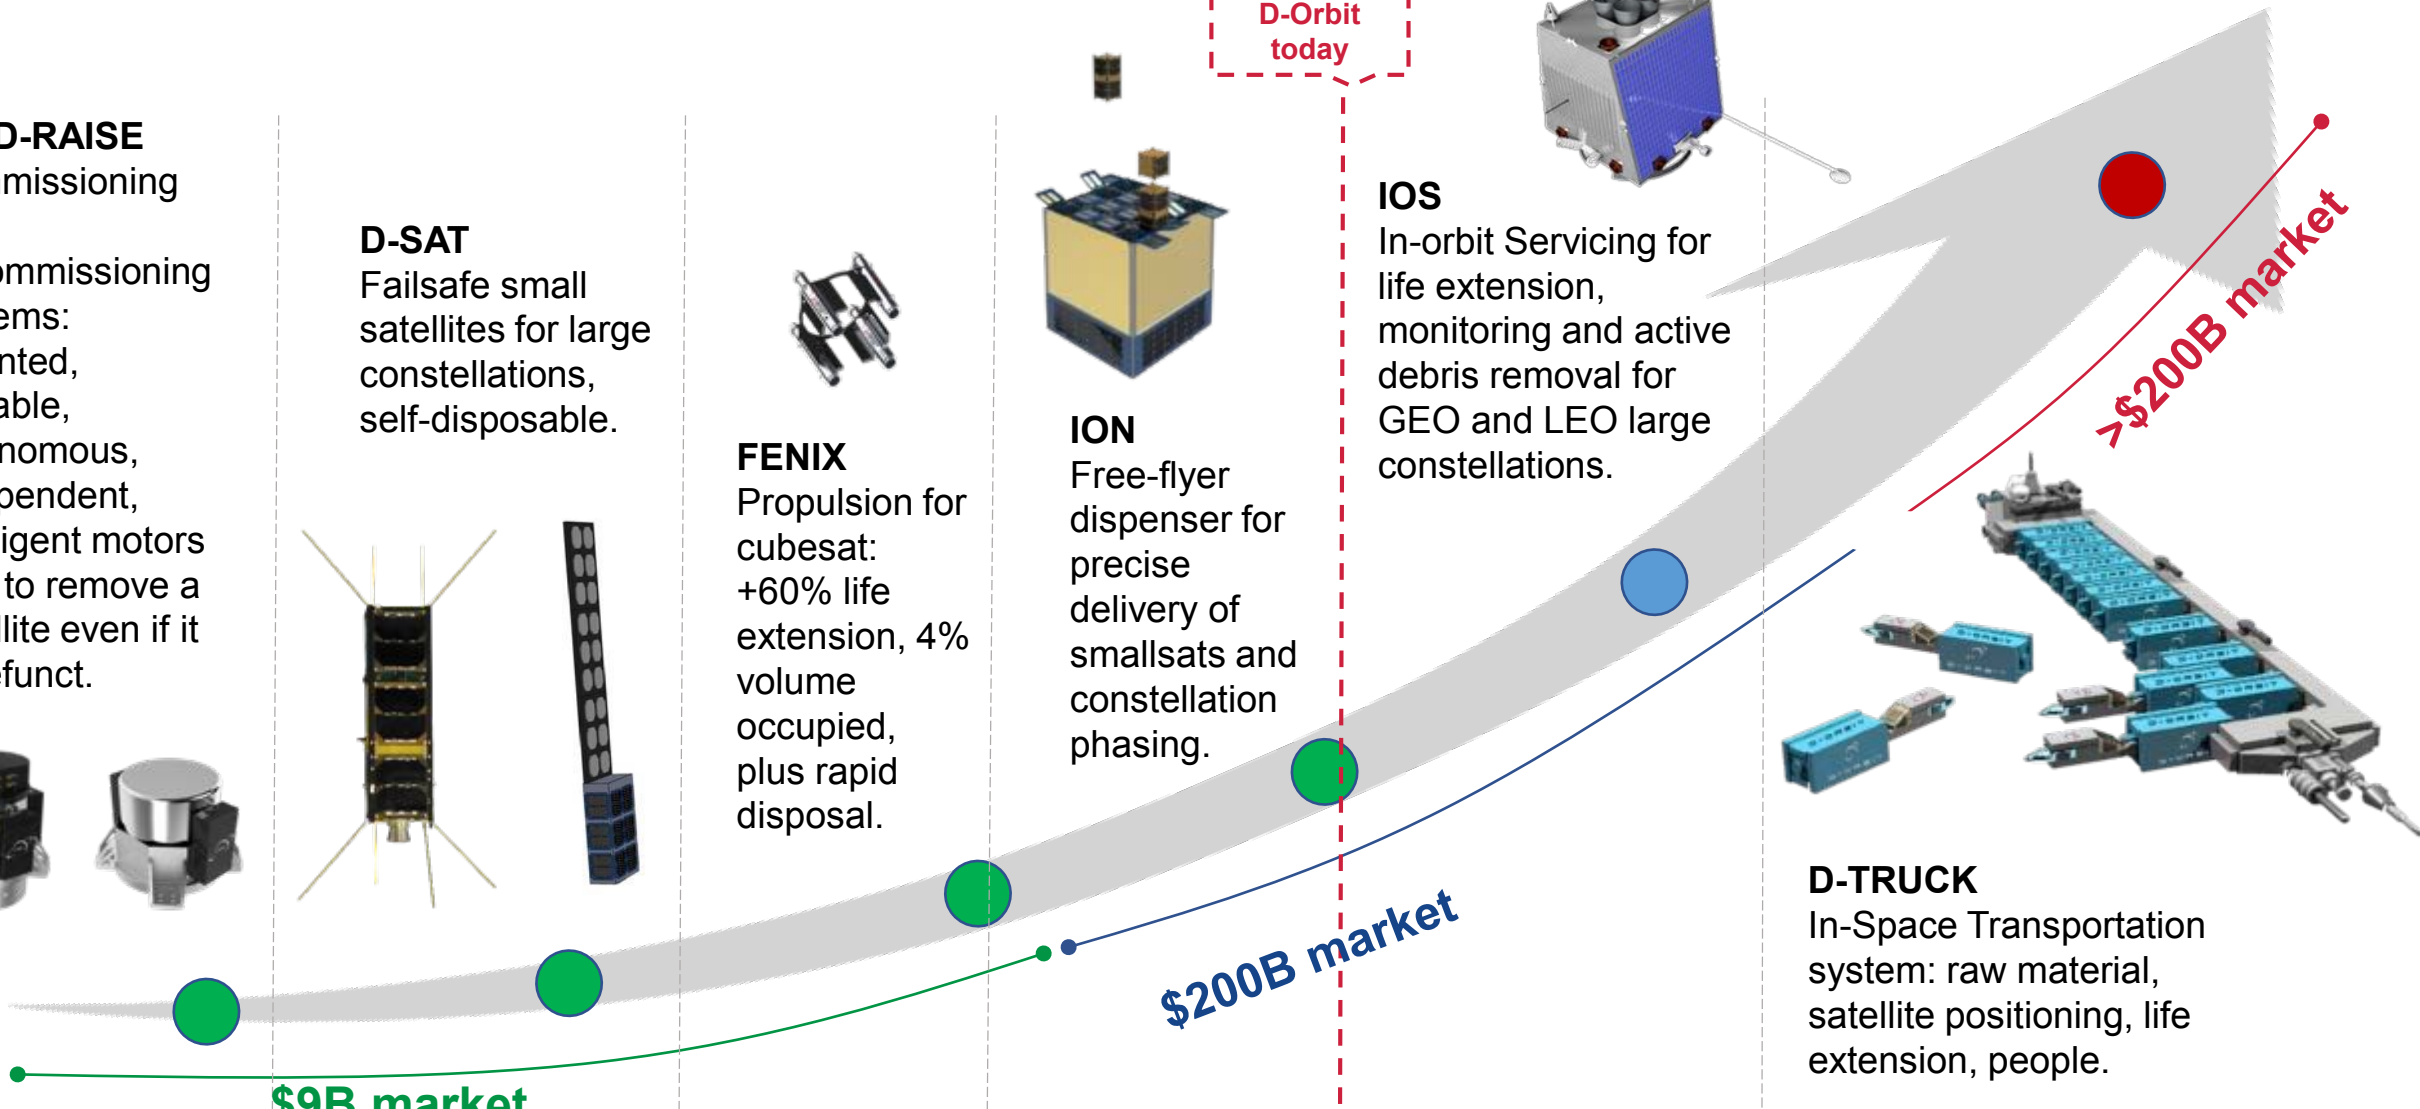 D-Orbit
today
D-RAISE
missioning
ommissioning
ems:
nted,
able,
nomous,
pendent,
igent motors
to remove a
llite even if it
efunct.
D-SAT
Failsafe small
satellites for large
constellations,
self-disposable.
FENIX
Propulsion for
cubesat:
+60% life
extension, 4%
volume
occupied,
plus rapid
disposal.
ION
Free-flyer
dispenser for
precise
delivery of
smallsats and
constellation
phasing.
IOS
In-orbit Servicing for
life extension,
monitoring and active
debris removal for
GEO and LEO large
constellations.
D-TRUCK
In-Space Transportation
system: raw material,
satellite positioning, life
extension, people.
$9B market
$200B market
>$200B market